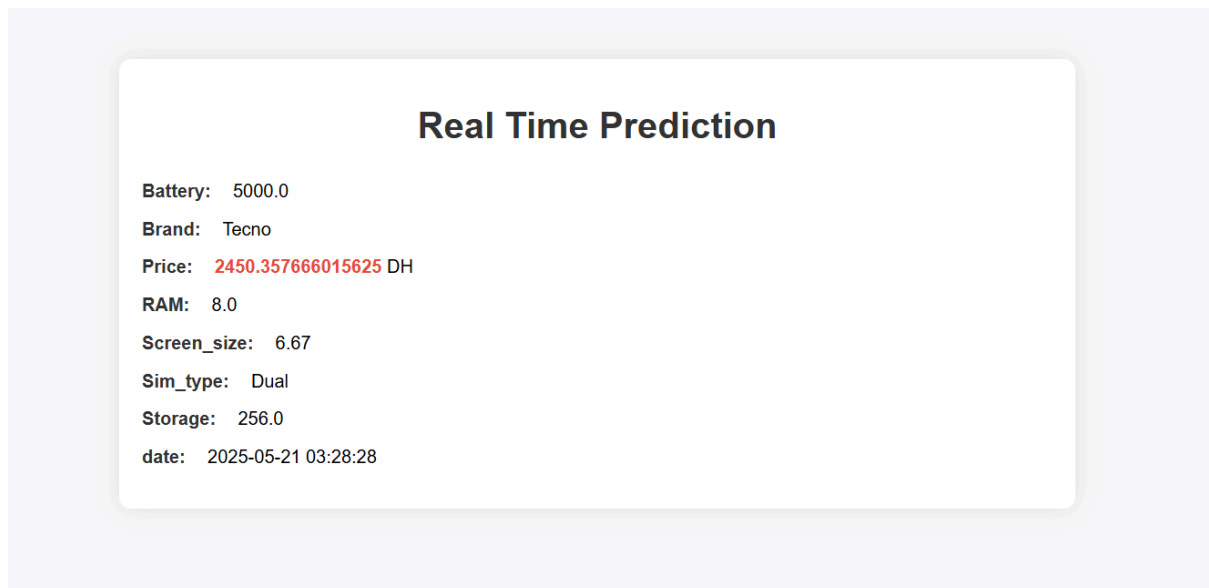 Real Time Prediction
Battery: 5000.0
Brand: Tecno
Price: 2450.357666015625 DH
RAM: 8.0
Screen_size: 6.67
Sim_type: Dual
Storage: 256.0
date: 2025-05-21 03:28:28